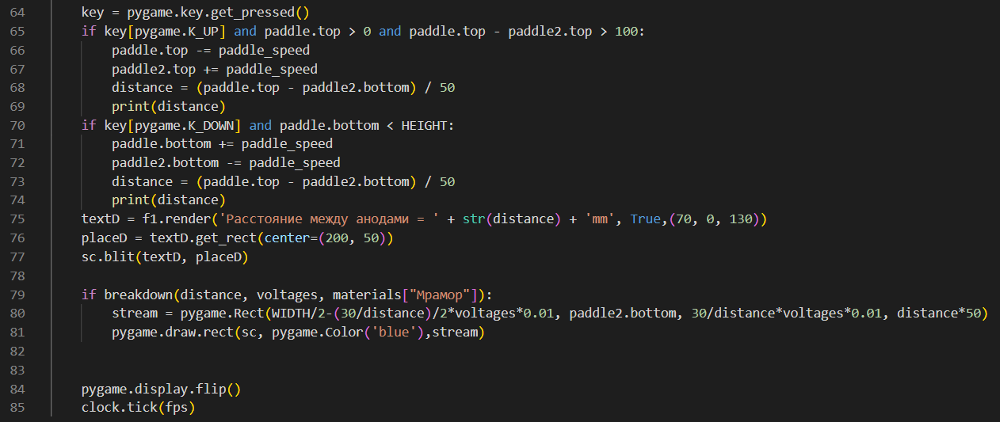 64 key = pygame.key.get_pressed()
65 if key[pygame.K_UP] and paddle.top > 0 and paddle.top - paddle2.top > 100:
66 paddle.top -= paddle_speed
67 paddle2.top += paddle_speed
68 distance = (paddle.top - paddle2.bottom) / 50
69 print(distance)
70 if key[pygame.K_DOWN] and paddle.bottom < HEIGHT:
71 paddle.bottom += paddle_speed
72 paddle2.bottom -= paddle_speed
73 distance = (paddle.top - paddle2.bottom) / 50
74 print(distance)
75 textD = f1.render('Расстояние между анодами = ' + str(distance) + 'mm', True,(70, 0, 130))
76 placeD = textD.get_rect(center=(200, 50))
77 sc.blit(textD, placeD)
78
79 if breakdown(distance, voltages, materials["Мрамор"]):
80 stream = pygame.Rect(WIDTH/2-(30/distance)/2*voltages*0.01, paddle2.bottom, 30/distance*voltages*0.01, distance*50)
81 pygame.draw.rect(sc, pygame.Color('blue'),stream)
82
83
84 pygame.display.flip()
85 clock.tick(fps)